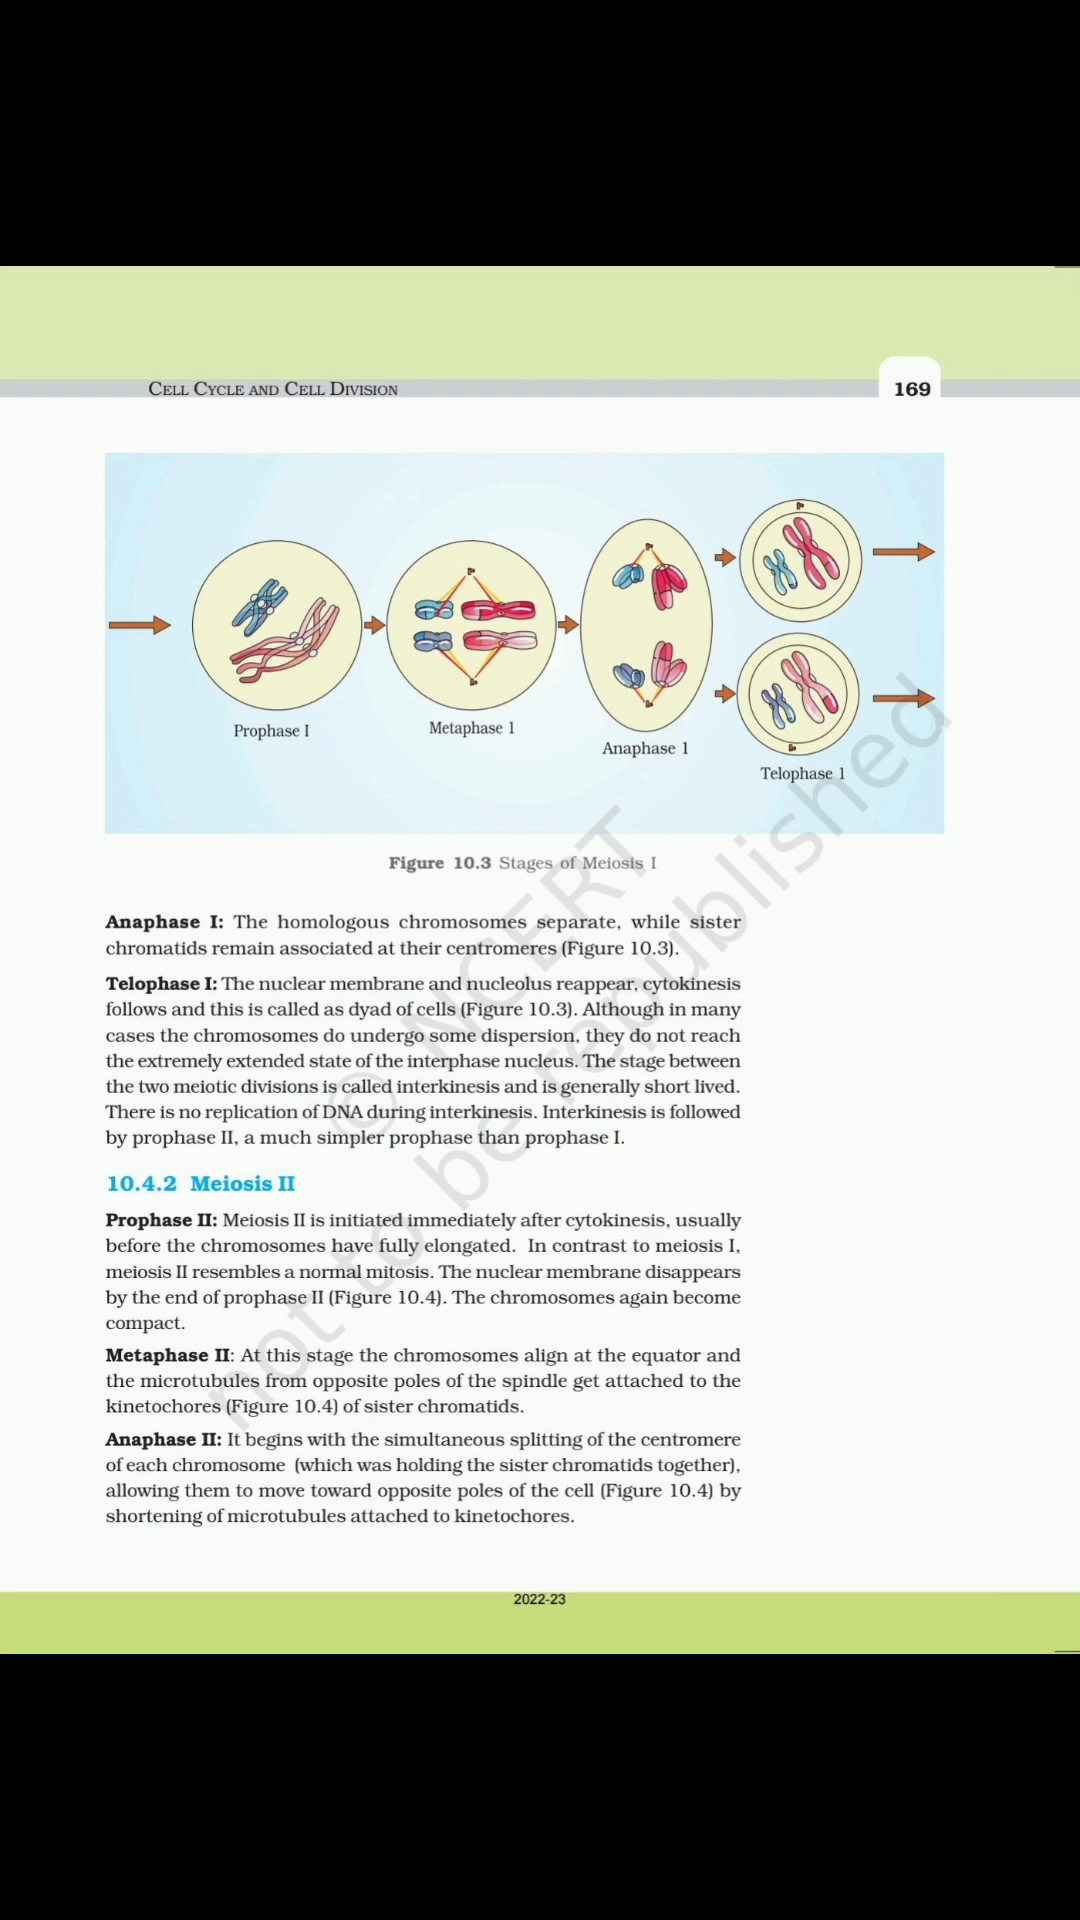 CELL CYCLE AND CELL DIVISION
169
Prophase I
Metaphase 1
Anaphase 1
Telophase 1
Figure 10.3 Stages of Meiosis I
Anaphase I: The homologous chromosomes separate, while sister
chromatids remain associated at their centromeres (Figure 10.3).
Telophase I: The nuclear membrane and nucleolus reappear, cytokinesis
follows and this is called as dyad of cells (Figure 10.3). Although in many
cases the chromosomes do undergo some dispersion, they do not reach
the extremely extended state of the interphase nucleus. The stage between
the two meiotic divisions is called interkinesis and is generally short lived.
There is no replication of DNA during interkinesis. Interkinesis is followed
by prophase II, a much simpler prophase than prophase I.
10.4.2 Meiosis II
Prophase II: Meiosis II is initiated immediately after cytokinesis, usually
before the chromosomes have fully elongated. In contrast to meiosis I,
meiosis II resembles a normal mitosis. The nuclear membrane disappears
by the end of prophase II (Figure 10.4). The chromosomes again become
compact.
Metaphase II: At this stage the chromosomes align at the equator and
the microtubules from opposite poles of the spindle get attached to the
kinetochores (Figure 10.4) of sister chromatids.
Anaphase II: It begins with the simultaneous splitting of the centromere
of each chromosome (which was holding the sister chromatids together),
allowing them to move toward opposite poles of the cell (Figure 10.4) by
shortening of microtubules attached to kinetochores.
© NCERT
not to be republished
2022-23